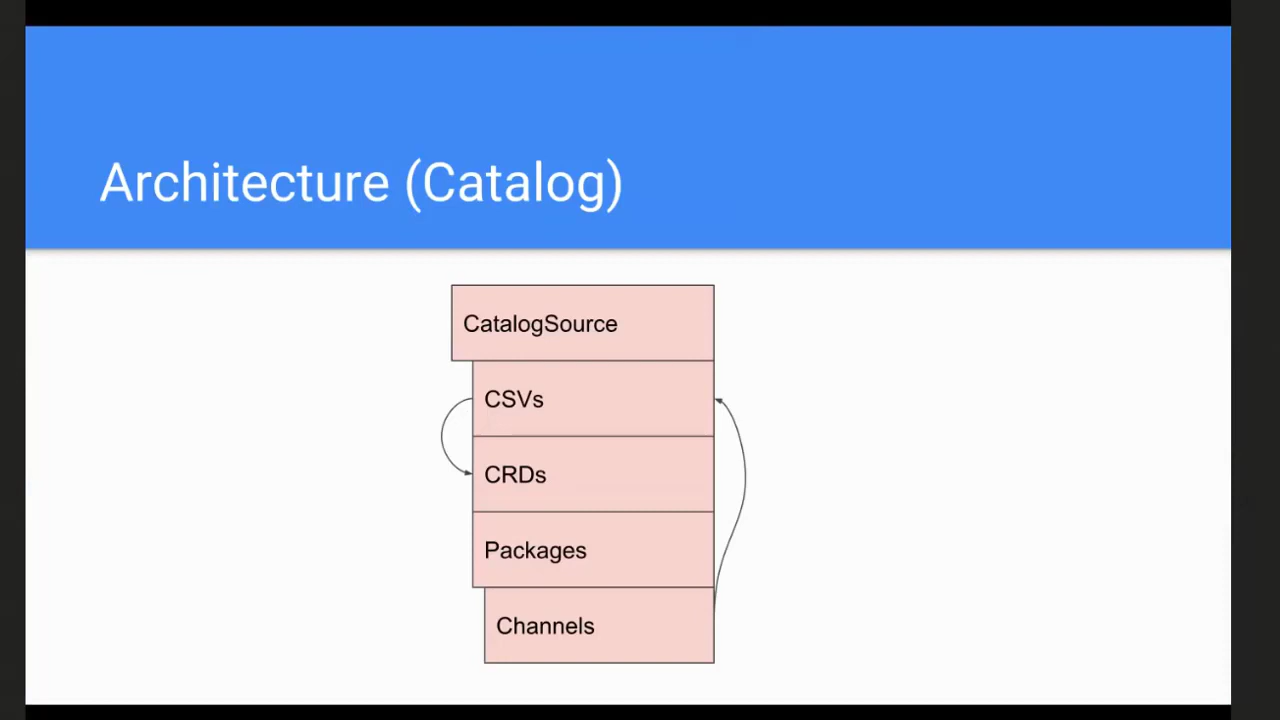 Architecture (Catalog)
CatalogSource
CSVs
CRDs
Packages
Channels